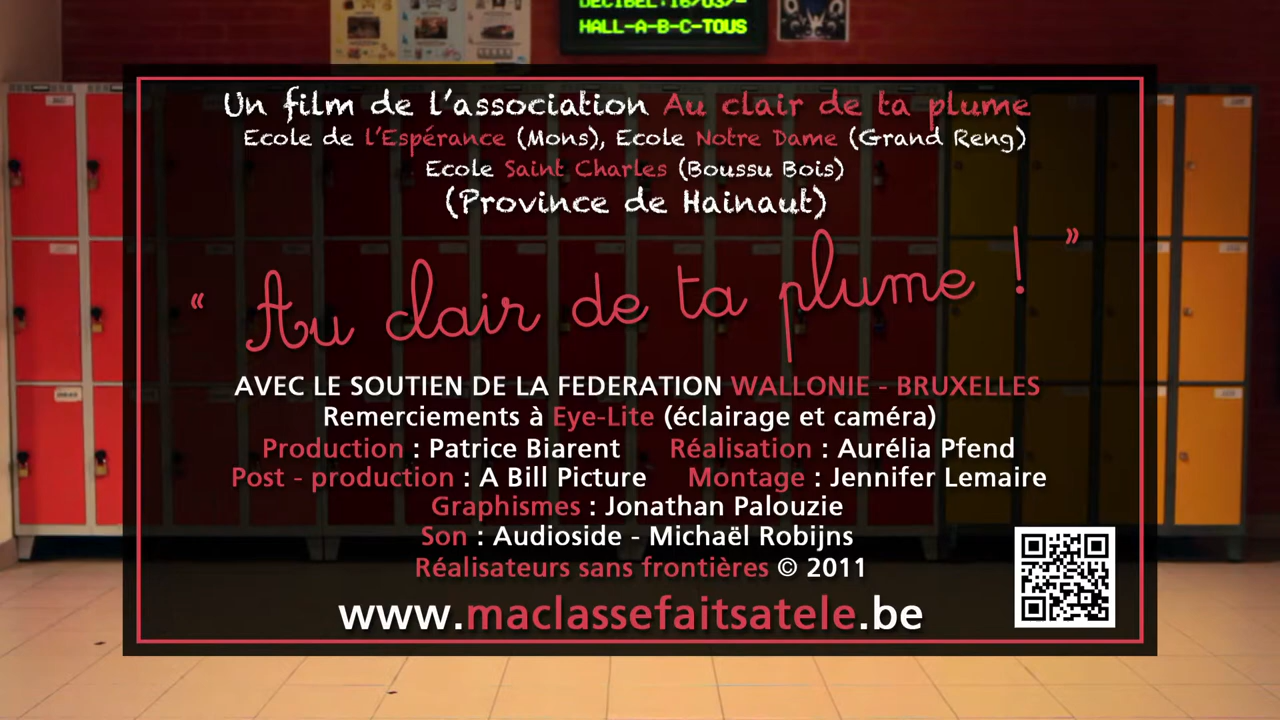 DECIBEL:16/03/-
HALL-A-B-C-TOUS
Un film de l'association Au clair de ta plume
Ecole de l'Espérance (Mons), Ecole Notre Dame (Grand Reng)
Ecole Saint Charles (Boussu Bois)
(Province de Hainaut)
“ Au clair de ta plume ! ”
AVEC LE SOUTIEN DE LA FEDERATION WALLONIE - BRUXELLES
Remerciements à Eye-Lite (éclairage et caméra)
Production : Patrice Biarent Réalisation : Aurélia Pfend
Post - production : A Bill Picture Montage : Jennifer Lemaire
Graphismes : Jonathan Palouzie
Son : Audioside - Michaël Robijns
Réalisateurs sans frontières © 2011
www.maclassefaitsatele.be